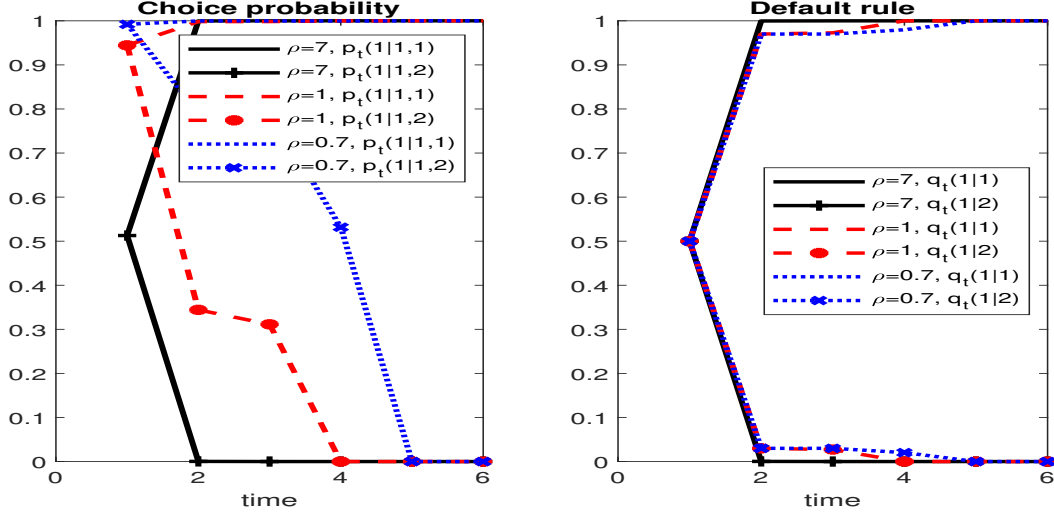 Choice probability
1
0.9
0.8
0.7
0.6
0.5
0.4
0.3
0.2
0.1
0
0
2
4
6
time
ρ=7, p_t(1|1,1)
ρ=7, p_t(1|1,2)
ρ=1, p_t(1|1,1)
ρ=1, p_t(1|1,2)
ρ=0.7, p_t(1|1,1)
ρ=0.7, p_t(1|1,2)
Default rule
1
0.9
0.8
0.7
0.6
0.5
0.4
0.3
0.2
0.1
0
0
2
4
6
time
ρ=7, q_t(1|1)
ρ=7, q_t(1|2)
ρ=1, q_t(1|1)
ρ=1, q_t(1|2)
ρ=0.7, q_t(1|1)
ρ=0.7, q_t(1|2)